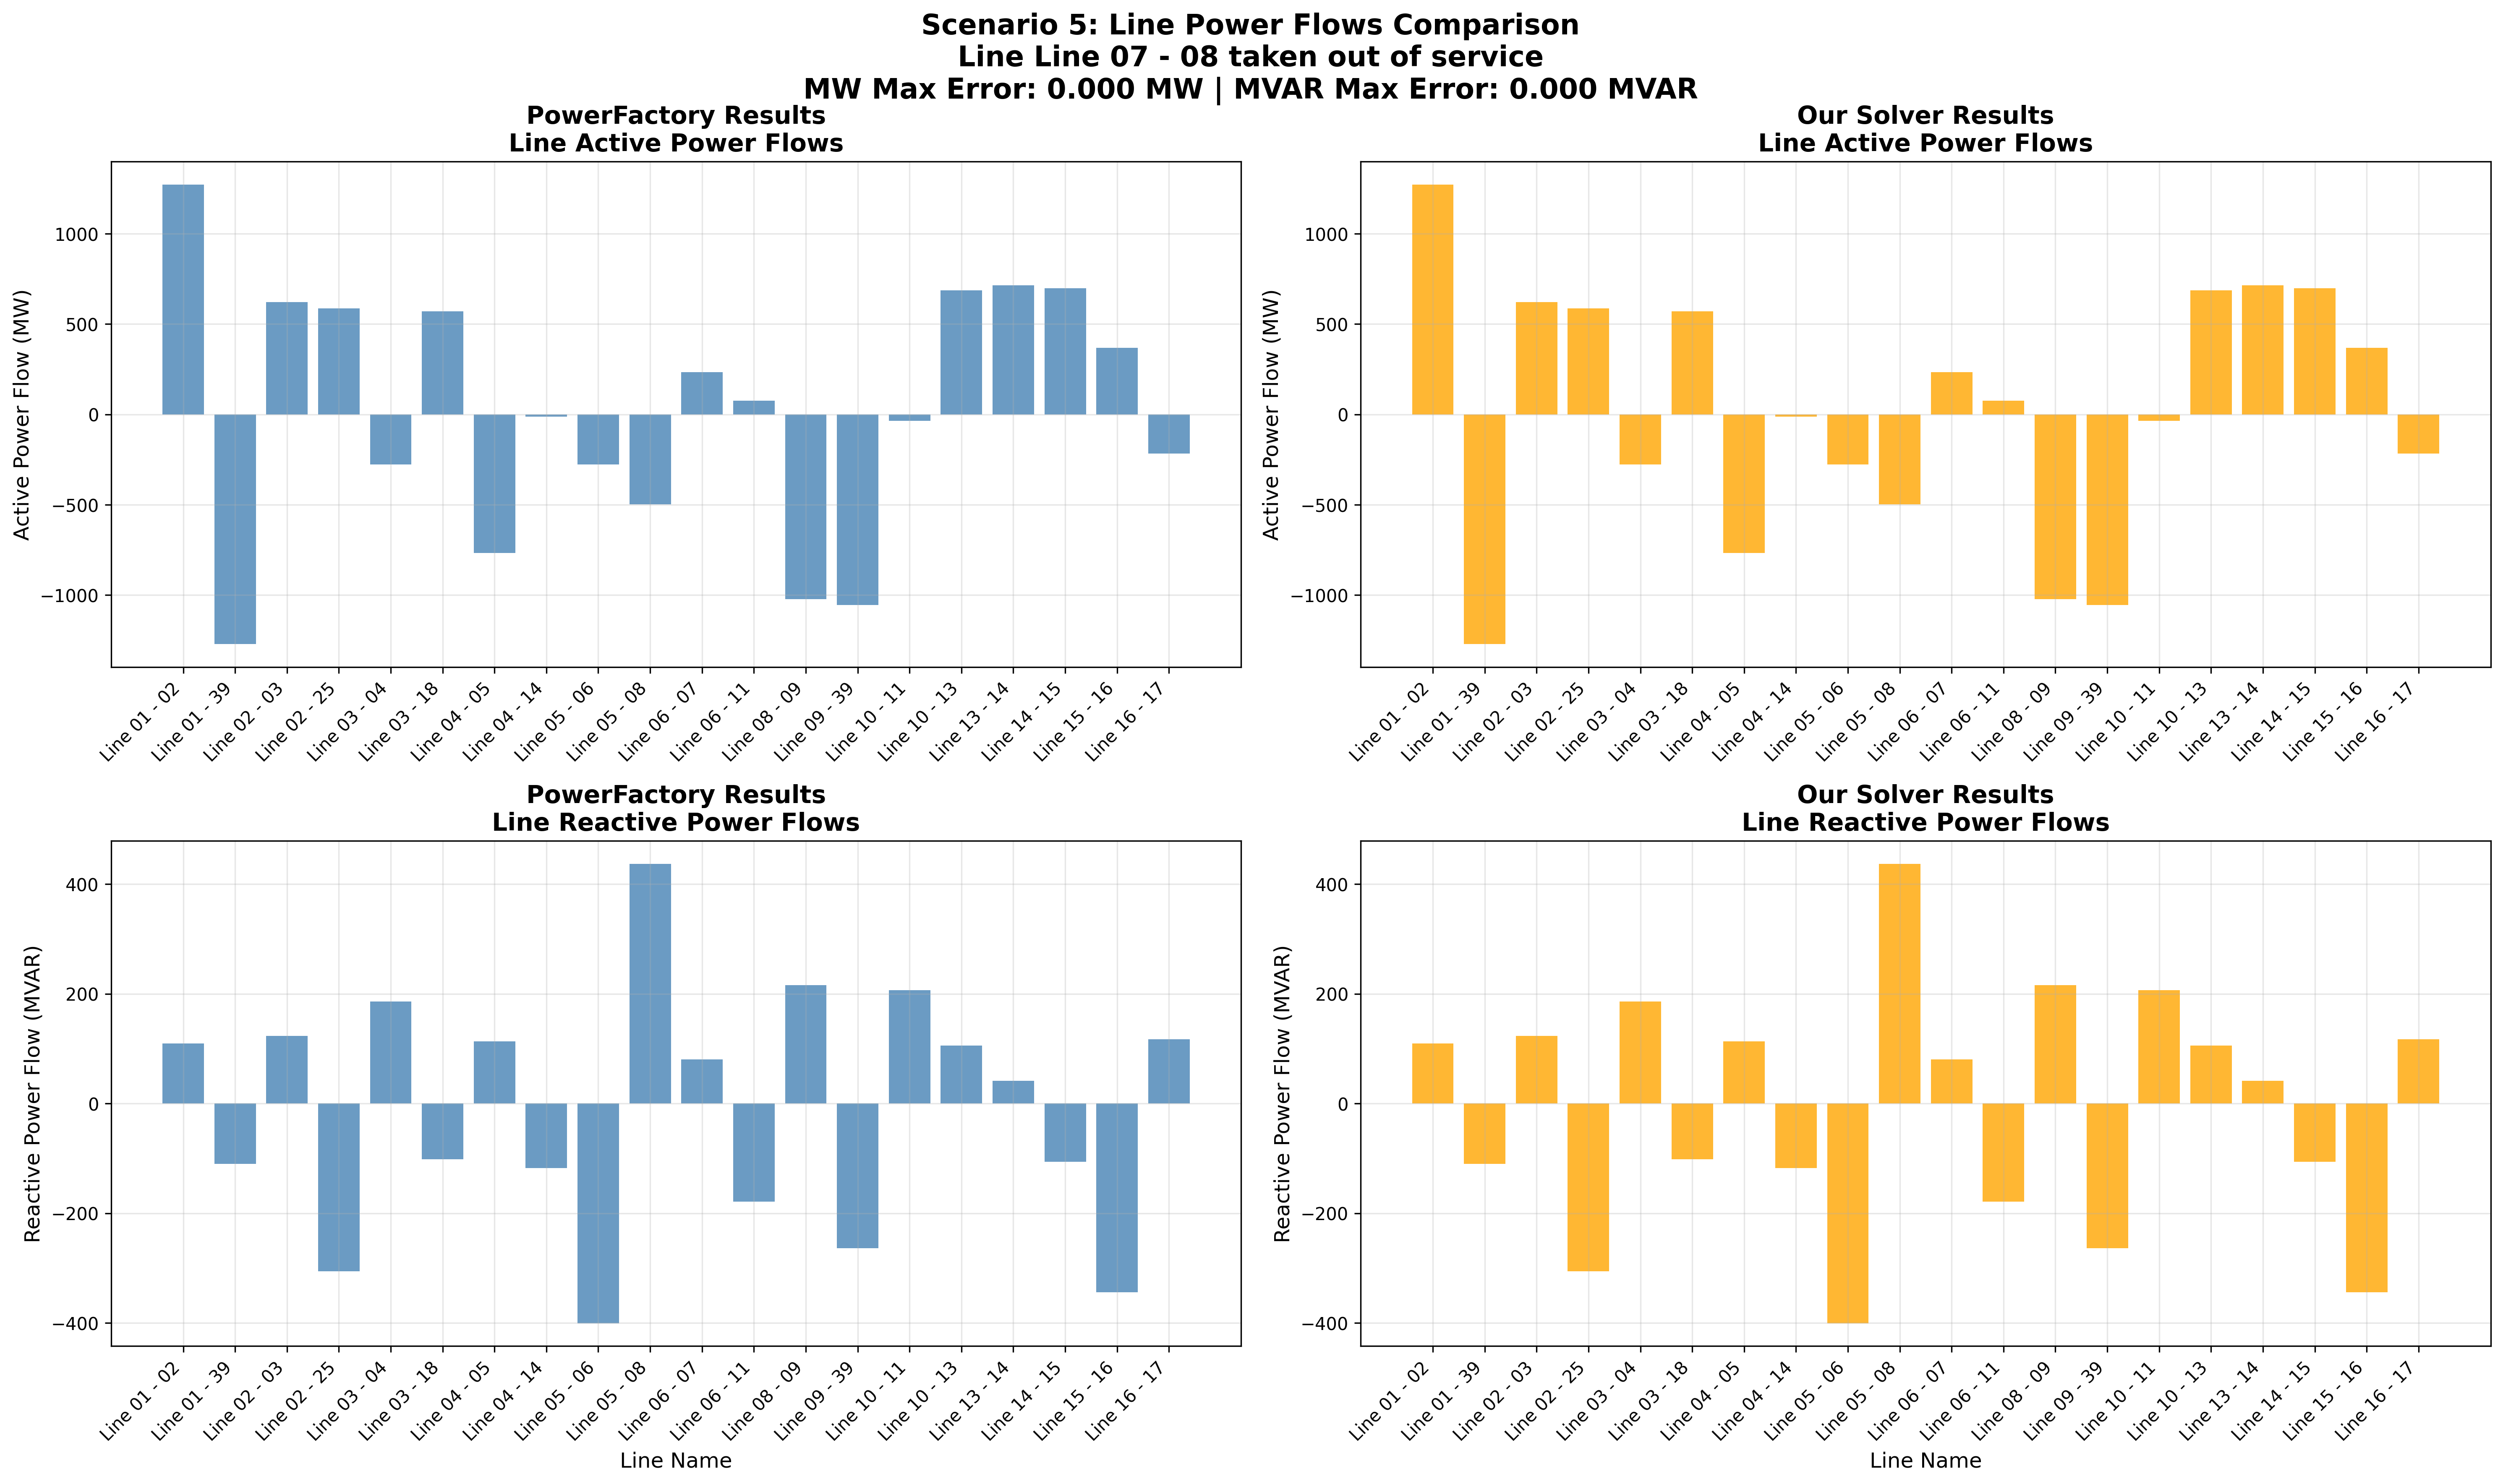 Scenario 5: Line Power Flows Comparison
Line Line 07 - 08 taken out of service
MW Max Error: 0.000 MW | MVAR Max Error: 0.000 MVAR
PowerFactory Results
Line Active Power Flows
Active Power Flow (MW)
1000
500
0
−500
−1000
Line 01 - 02
Line 01 - 39
Line 02 - 03
Line 02 - 25
Line 03 - 04
Line 03 - 18
Line 04 - 05
Line 04 - 14
Line 05 - 06
Line 05 - 08
Line 06 - 07
Line 06 - 11
Line 08 - 09
Line 09 - 39
Line 10 - 11
Line 10 - 13
Line 13 - 14
Line 14 - 15
Line 15 - 16
Line 16 - 17
Our Solver Results
Line Active Power Flows
Active Power Flow (MW)
1000
500
0
−500
−1000
Line 01 - 02
Line 01 - 39
Line 02 - 03
Line 02 - 25
Line 03 - 04
Line 03 - 18
Line 04 - 05
Line 04 - 14
Line 05 - 06
Line 05 - 08
Line 06 - 07
Line 06 - 11
Line 08 - 09
Line 09 - 39
Line 10 - 11
Line 10 - 13
Line 13 - 14
Line 14 - 15
Line 15 - 16
Line 16 - 17
PowerFactory Results
Line Reactive Power Flows
Reactive Power Flow (MVAR)
400
200
0
−200
−400
Line 01 - 02
Line 01 - 39
Line 02 - 03
Line 02 - 25
Line 03 - 04
Line 03 - 18
Line 04 - 05
Line 04 - 14
Line 05 - 06
Line 05 - 08
Line 06 - 07
Line 06 - 11
Line 08 - 09
Line 09 - 39
Line 10 - 11
Line 10 - 13
Line 13 - 14
Line 14 - 15
Line 15 - 16
Line 16 - 17
Line Name
Our Solver Results
Line Reactive Power Flows
Reactive Power Flow (MVAR)
400
200
0
−200
−400
Line 01 - 02
Line 01 - 39
Line 02 - 03
Line 02 - 25
Line 03 - 04
Line 03 - 18
Line 04 - 05
Line 04 - 14
Line 05 - 06
Line 05 - 08
Line 06 - 07
Line 06 - 11
Line 08 - 09
Line 09 - 39
Line 10 - 11
Line 10 - 13
Line 13 - 14
Line 14 - 15
Line 15 - 16
Line 16 - 17
Line Name